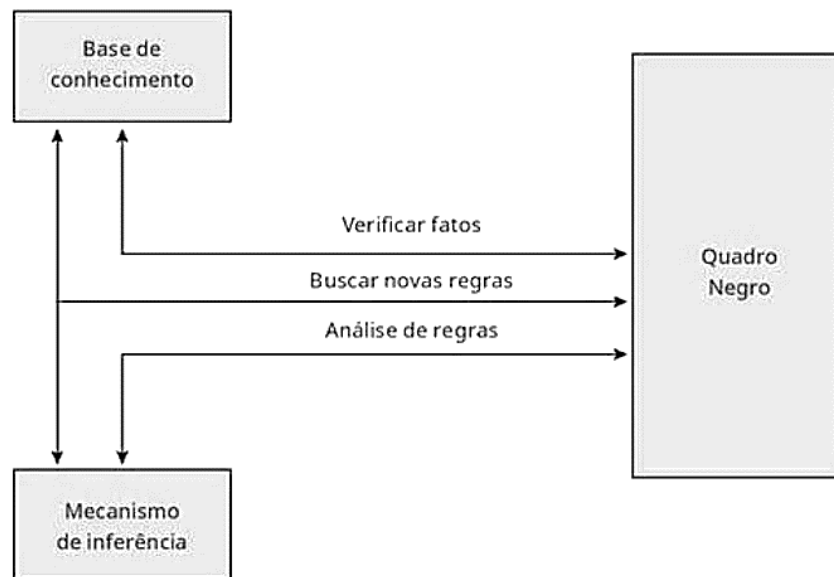 Base de
conhecimento
Verificar fatos
Buscar novas regras
Análise de regras
Quadro
Negro
Mecanismo
de inferência